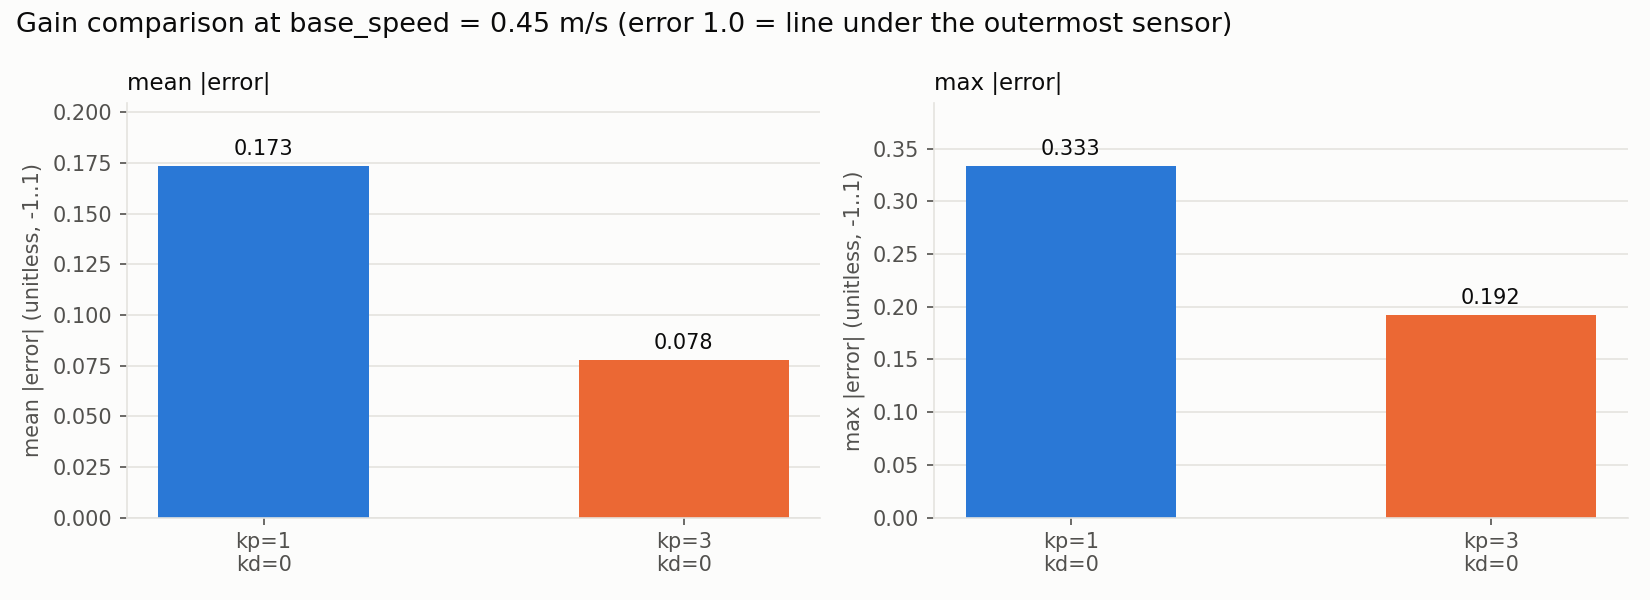 Gain comparison at base_speed = 0.45 m/s (error 1.0 = line under the outermost sensor)
mean |error|
mean |error| (unitless, -1..1)
0.200
0.175
0.150
0.125
0.100
0.075
0.050
0.025
0.000
0.173
0.078
kp=1
kd=0
kp=3
kd=0
max |error|
max |error| (unitless, -1..1)
0.35
0.30
0.25
0.20
0.15
0.10
0.05
0.00
0.333
0.192
kp=1
kd=0
kp=3
kd=0